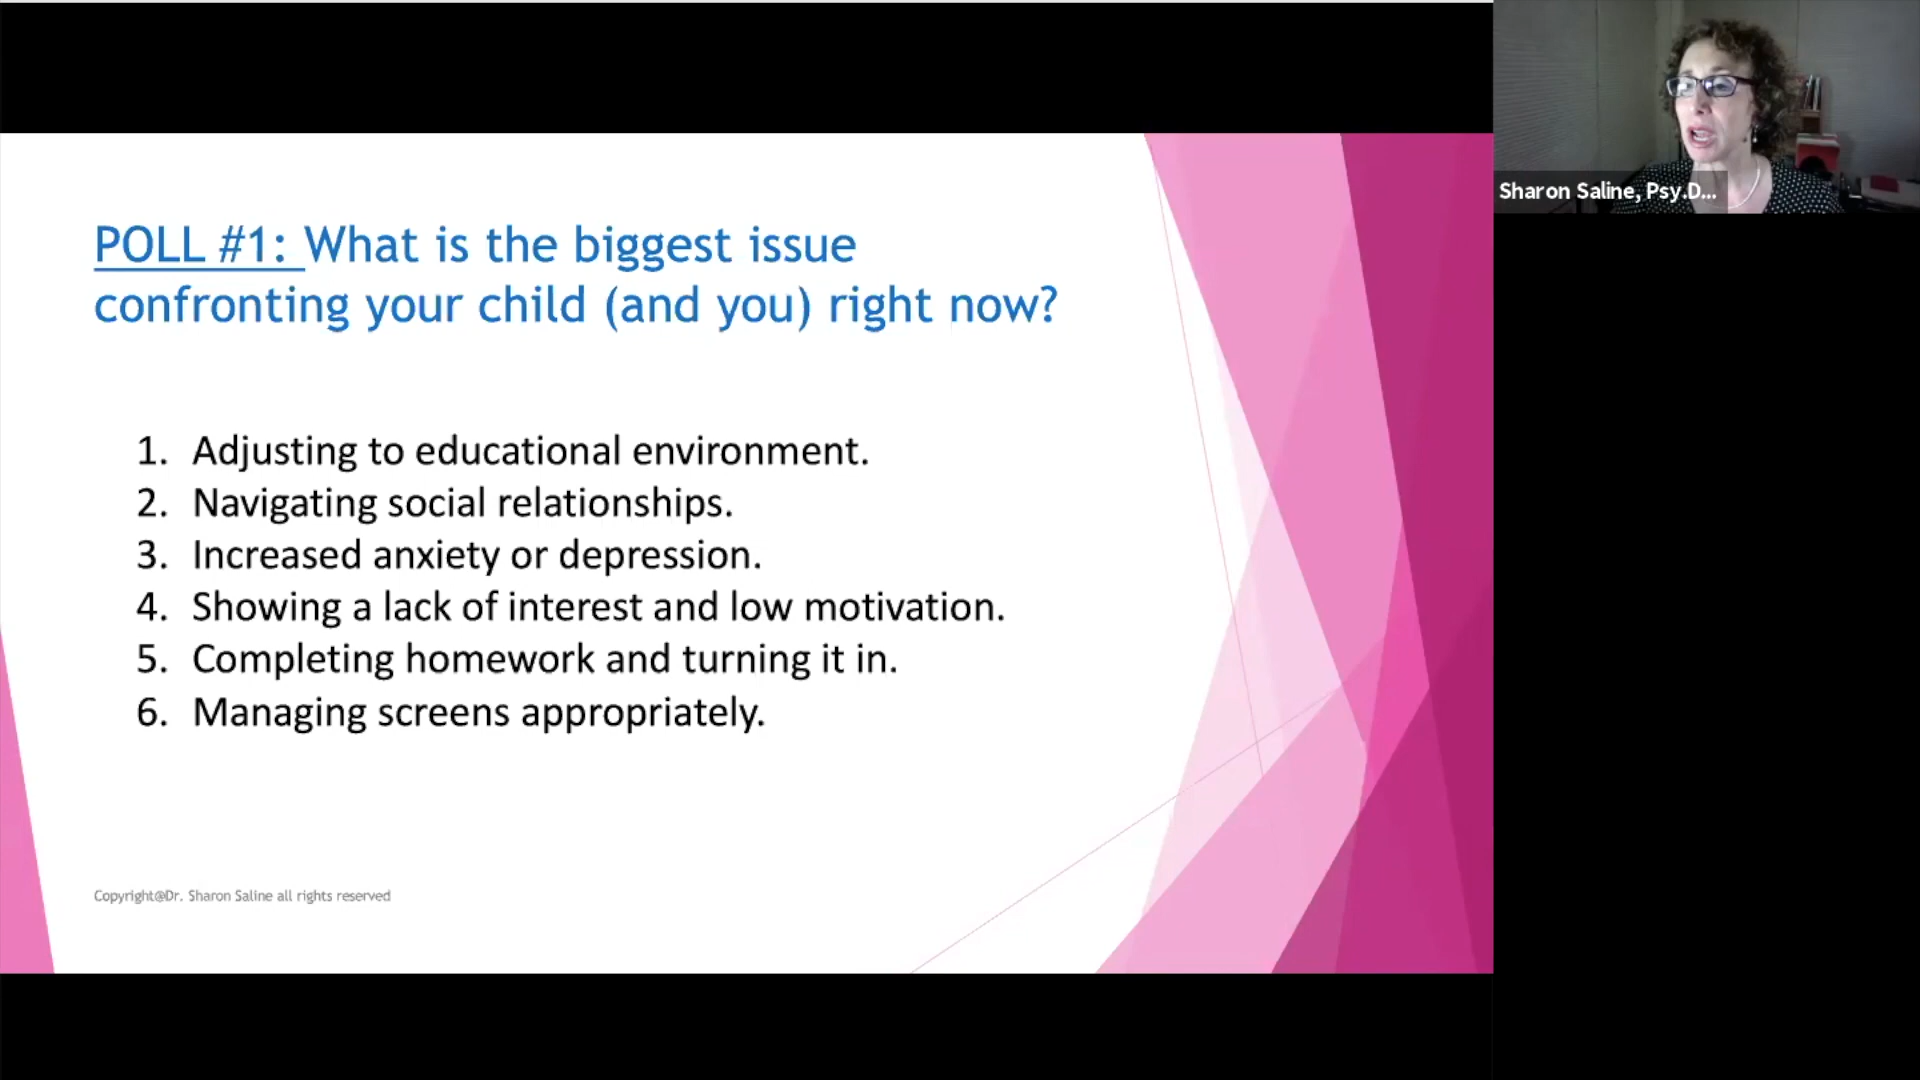 POLL #1: What is the biggest issue
confronting your child (and you) right now?
1. Adjusting to educational environment.
2. Navigating social relationships.
3. Increased anxiety or depression.
4. Showing a lack of interest and low motivation.
5. Completing homework and turning it in.
6. Managing screens appropriately.
Copyright@Dr. Sharon Saline all rights reserved
Sharon Saline, Psy.D...